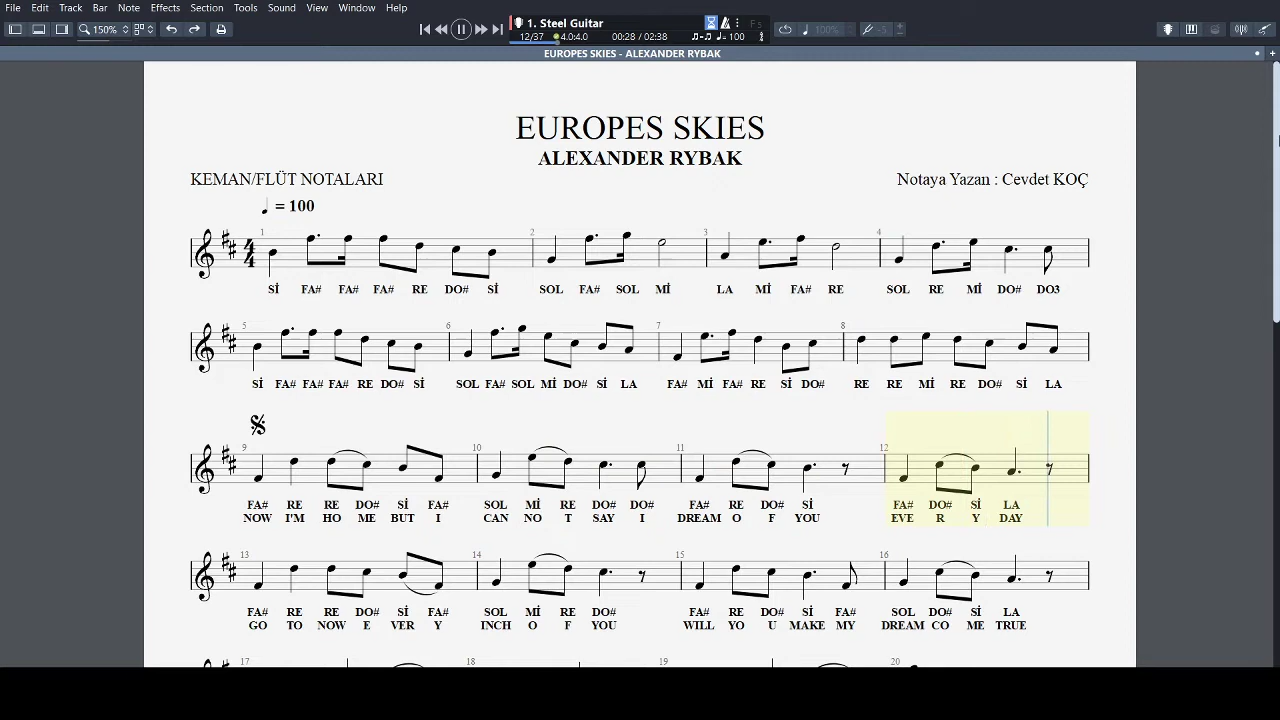 File Edit Track Bar Note Effects Section Tools Sound View Window Help
150% 1. Steel Guitar
12/37 4.0:4.0 00:28 / 02:38 = 100 100% -5
EUROPES SKIES - ALEXANDER RYBAK
EUROPES SKIES
ALEXANDER RYBAK
KEMAN/FLÜT NOTALARI Notaya Yazan : Cevdet KOÇ
= 100
1 2 3 4
4/4
Sİ FA# FA# FA# RE DO# Sİ SOL FA# SOL Mİ LA Mİ FA# RE SOL RE Mİ DO# DO3
5 6 7 8
Sİ FA# FA# FA# RE DO# Sİ SOL FA# SOL Mİ DO# Sİ LA FA# Mİ FA# RE Sİ DO# RE RE Mİ RE DO# Sİ LA
9 10 11 12
FA# RE RE DO# Sİ FA# SOL Mİ RE DO# DO# FA# RE DO# Sİ FA# DO# Sİ LA
NOW I'M HO ME BUT I CAN NO T SAY I DREAM O F YOU EVE R Y DAY
13 14 15 16
FA# RE RE DO# Sİ FA# SOL Mİ RE DO# FA# RE DO# Sİ FA# SOL DO# Sİ LA
GO TO NOW E VER Y INCH O F YOU WILL YO U MAKE MY DREAM CO ME TRUE
17 18 19 20